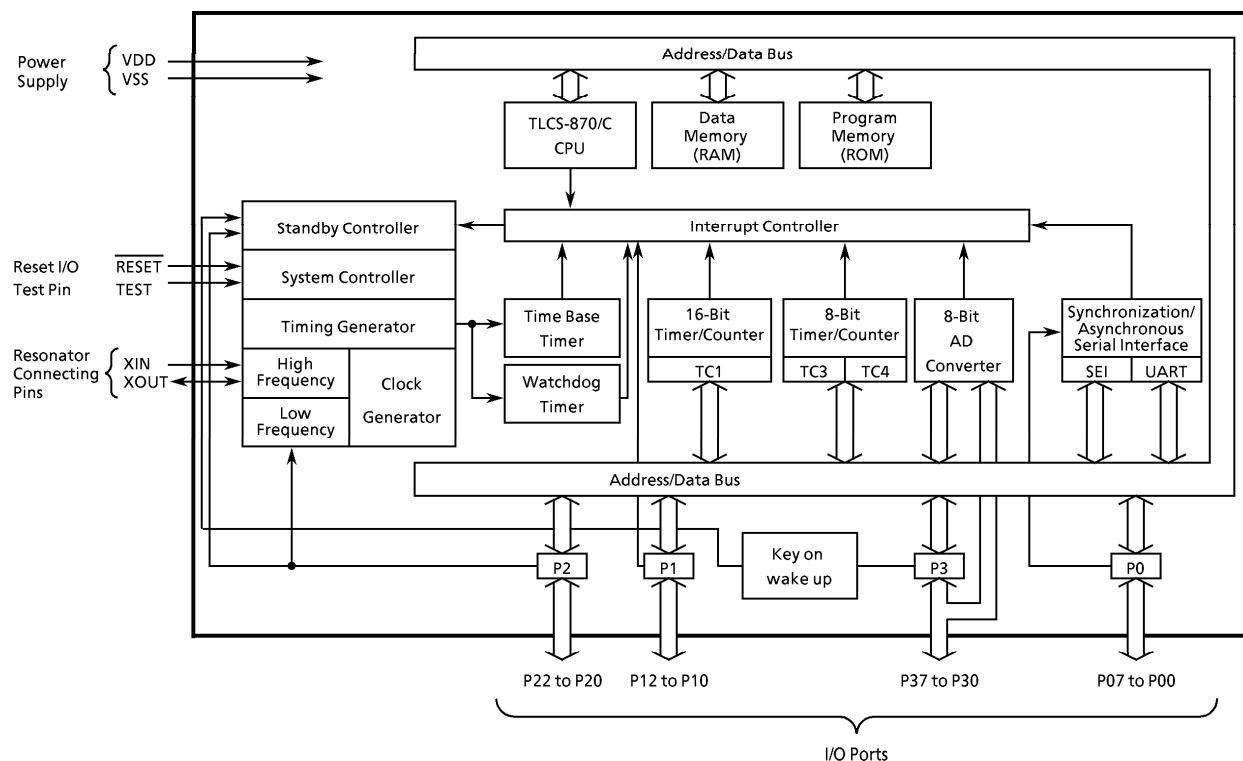 Power
Supply
VDD
VSS
Address/Data Bus
TLCS-870/C
CPU
Data
Memory
(RAM)
Program
Memory
(ROM)
Standby Controller
Interrupt Controller
Reset I/O
Test Pin
RESET
TEST
System Controller
Timing Generator
Time Base
Timer
16-Bit
Timer/Counter
TC1
8-Bit
Timer/Counter
TC3
TC4
8-Bit
AD
Converter
Synchronization/
Asynchronous
Serial Interface
SEI
UART
Resonator
Connecting
Pins
XIN
XOUT
High
Frequency
Clock
Generator
Low
Frequency
Watchdog
Timer
Address/Data Bus
P2
P1
Key on
wake up
P3
P0
P22 to P20
P12 to P10
P37 to P30
P07 to P00
I/O Ports